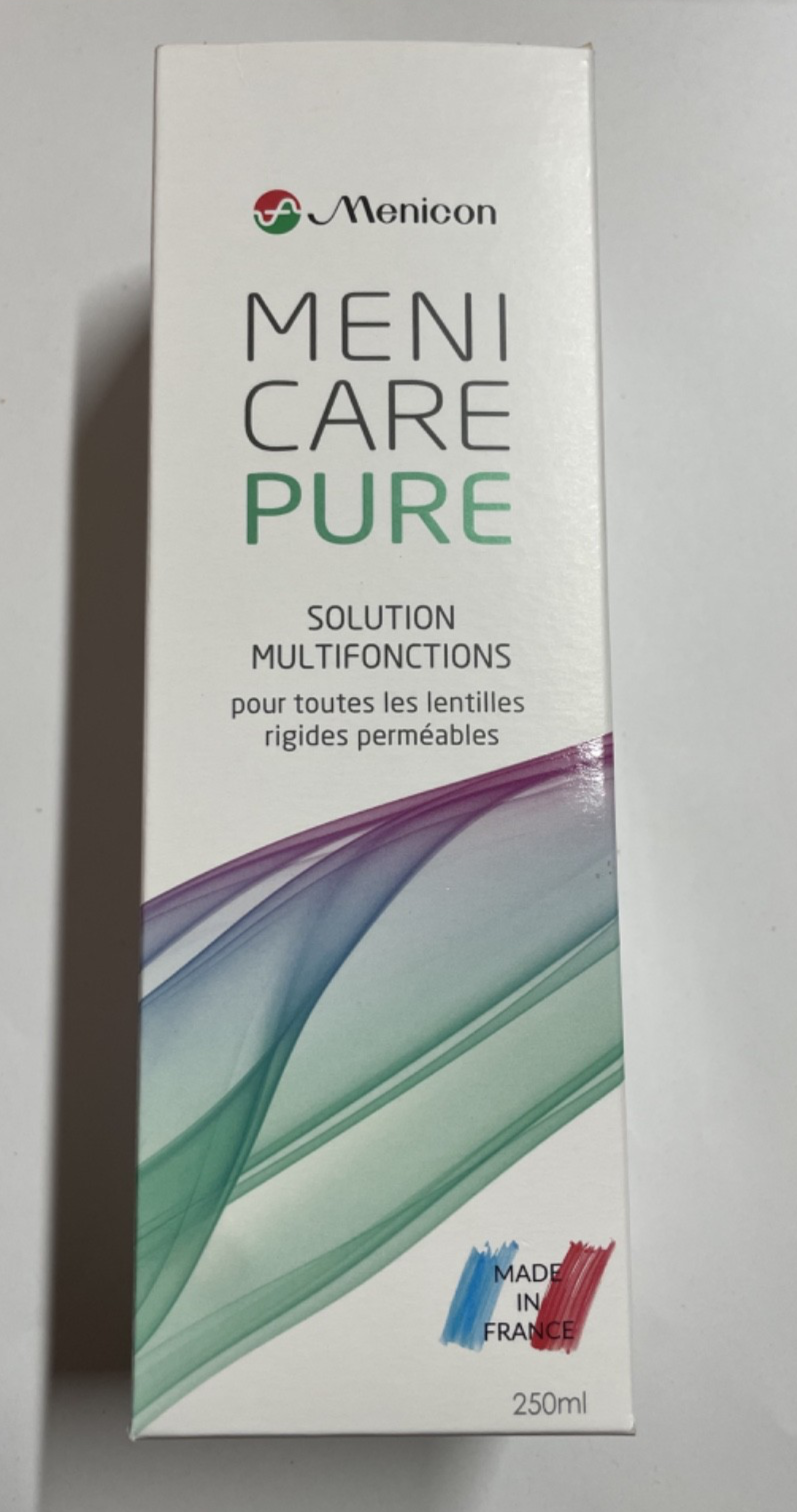 Menicon
MENI
CARE
PURE
SOLUTION
MULTIFONCTIONS
pour toutes les lentilles
rigides perméables
MADE
IN
FRANCE
250ml